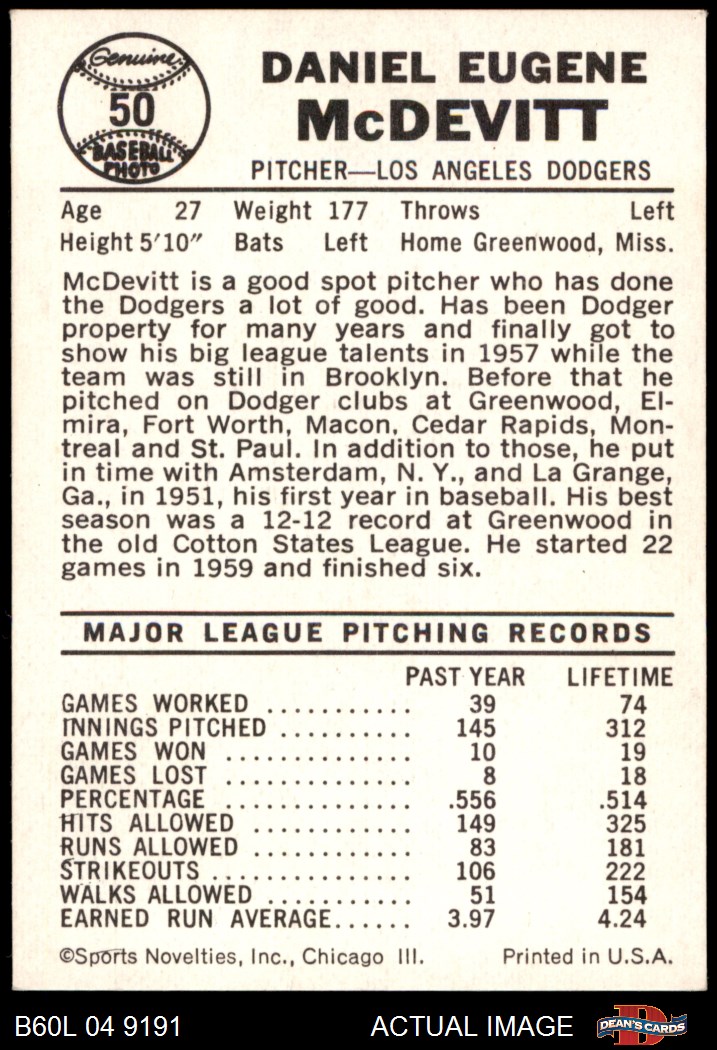 Genuine
50
BASEBALL
PHOTO
DANIEL EUGENE
McDEVITT
PITCHER—LOS ANGELES DODGERS
Age 27 Weight 177 Throws Left
Height 5′10″ Bats Left Home Greenwood, Miss.
McDevitt is a good spot pitcher who has done
the Dodgers a lot of good. Has been Dodger
property for many years and finally got to
show his big league talents in 1957 while the
team was still in Brooklyn. Before that he
pitched on Dodger clubs at Greenwood, El-
mira, Fort Worth, Macon, Cedar Rapids, Mon-
treal and St. Paul. In addition to those, he put
in time with Amsterdam, N. Y., and La Grange,
Ga., in 1951, his first year in baseball. His best
season was a 12-12 record at Greenwood in
the old Cotton States League. He started 22
games in 1959 and finished six.
MAJOR LEAGUE PITCHING RECORDS
PAST YEAR LIFETIME
GAMES WORKED .......... 39 74
INNINGS PITCHED ......... 145 312
GAMES WON ............. 10 19
GAMES LOST ............. 8 18
PERCENTAGE ............. .556 .514
HITS ALLOWED ........... 149 325
RUNS ALLOWED .......... 83 181
STRIKEOUTS .............. 106 222
WALKS ALLOWED .......... 51 154
EARNED RUN AVERAGE...... 3.97 4.24
©Sports Novelties, Inc., Chicago Ill. Printed in U.S.A.
B60L 04 9191 ACTUAL IMAGE
D
DEAN'S CARDS